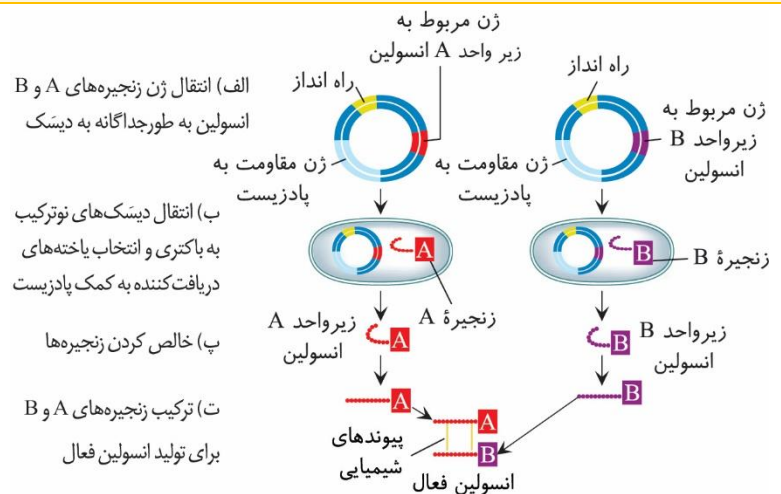 ژن مربوط به
زیر واحد A انسولین
راه انداز
راه انداز
ژن مربوط به
زیرواحد B
انسولین
الف) انتقال ژن زنجیره‌های A و B
انسولین به طورجداگانه به دیسَک
ژن مقاومت به
پادزیست
ژن مقاومت به
پادزیست
ب) انتقال دیسَک‌های نوترکیب
به باکتری و انتخاب یاخته‌های
دریافت‌کننده به کمک پادزیست
A
B
زنجیرهٔ B
زنجیرهٔ A
زیرواحد A
انسولین
A
B
زیرواحد B
انسولین
پ) خالص کردن زنجیره‌ها
A
B
ت) ترکیب زنجیره‌های A و B
برای تولید انسولین فعال
پیوندهای
شیمیایی
A
B
انسولین فعال